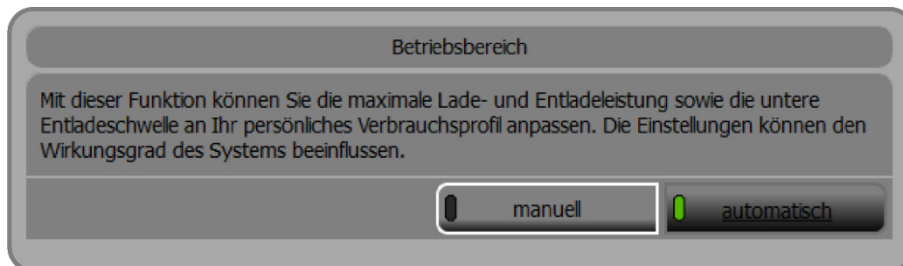 Betriebsbereich
Mit dieser Funktion können Sie die maximale Lade- und Entladeleistung sowie die untere
Entladeschwelle an Ihr persönliches Verbrauchsprofil anpassen. Die Einstellungen können den
Wirkungsgrad des Systems beeinflussen.
manuell
automatisch